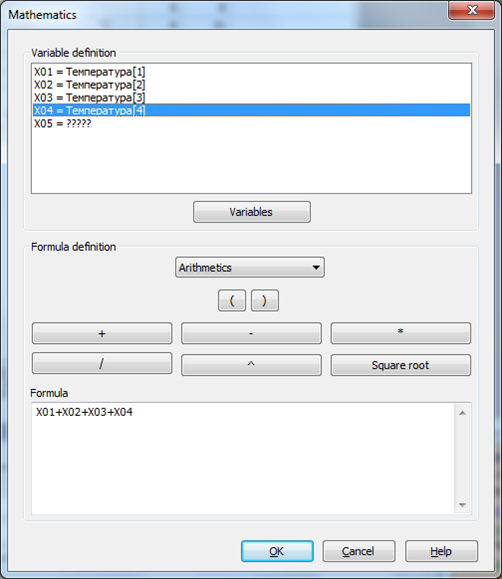 Mathematics
Variable definition
X01 = Температура[1]
X02 = Температура[2]
X03 = Температура[3]
X04 = Температура[4]
X05 = ?????
Variables
Formula definition
Arithmetics
( )
+ - *
/ ^ Square root
Formula
X01+X02+X03+X04
OK Cancel Help